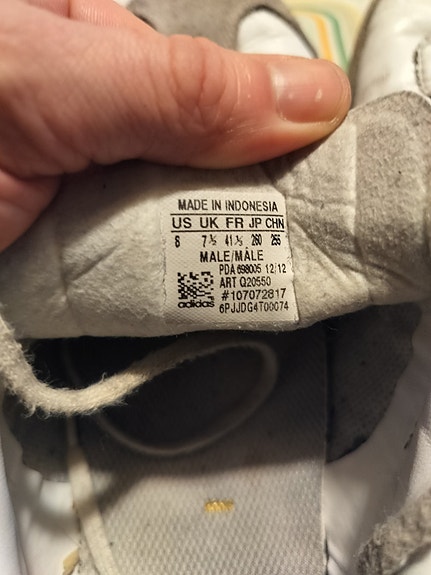 MADE IN INDONESIA
US UK FR JP CHN
8 7½ 41⅓ 260 265
MALE/MÂLE
PDA 698005 12/12
ART Q20550
#107072817
adidas 6PJJDG4T00074